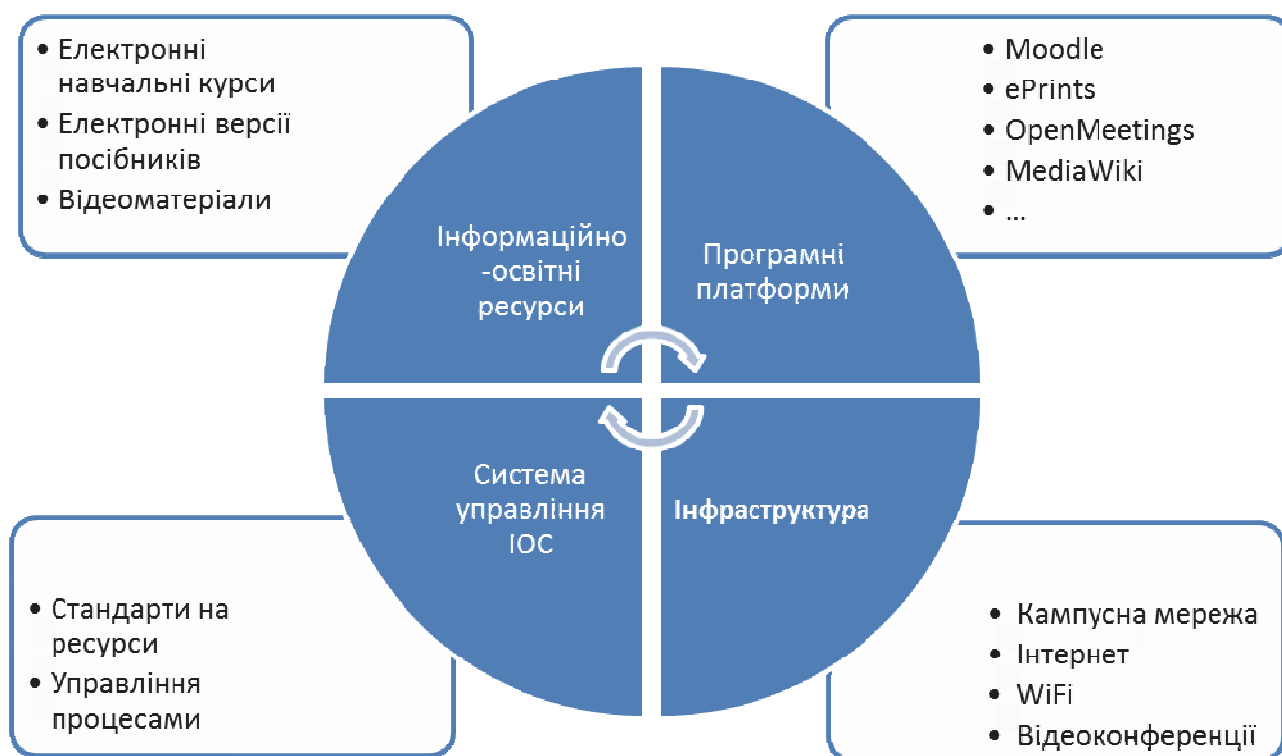 • Електронні
навчальні курси
• Електронні версії
посібників
• Відеоматеріали
• Moodle
• ePrints
• OpenMeetings
• MediaWiki
• ...
Інформаційно
-освітні
ресурси
Програмні
платформи
Система
управління
ІОС
Інфраструктура
• Стандарти на
ресурси
• Управління
процесами
• Кампусна мережа
• Інтернет
• WiFi
• Відеоконференції